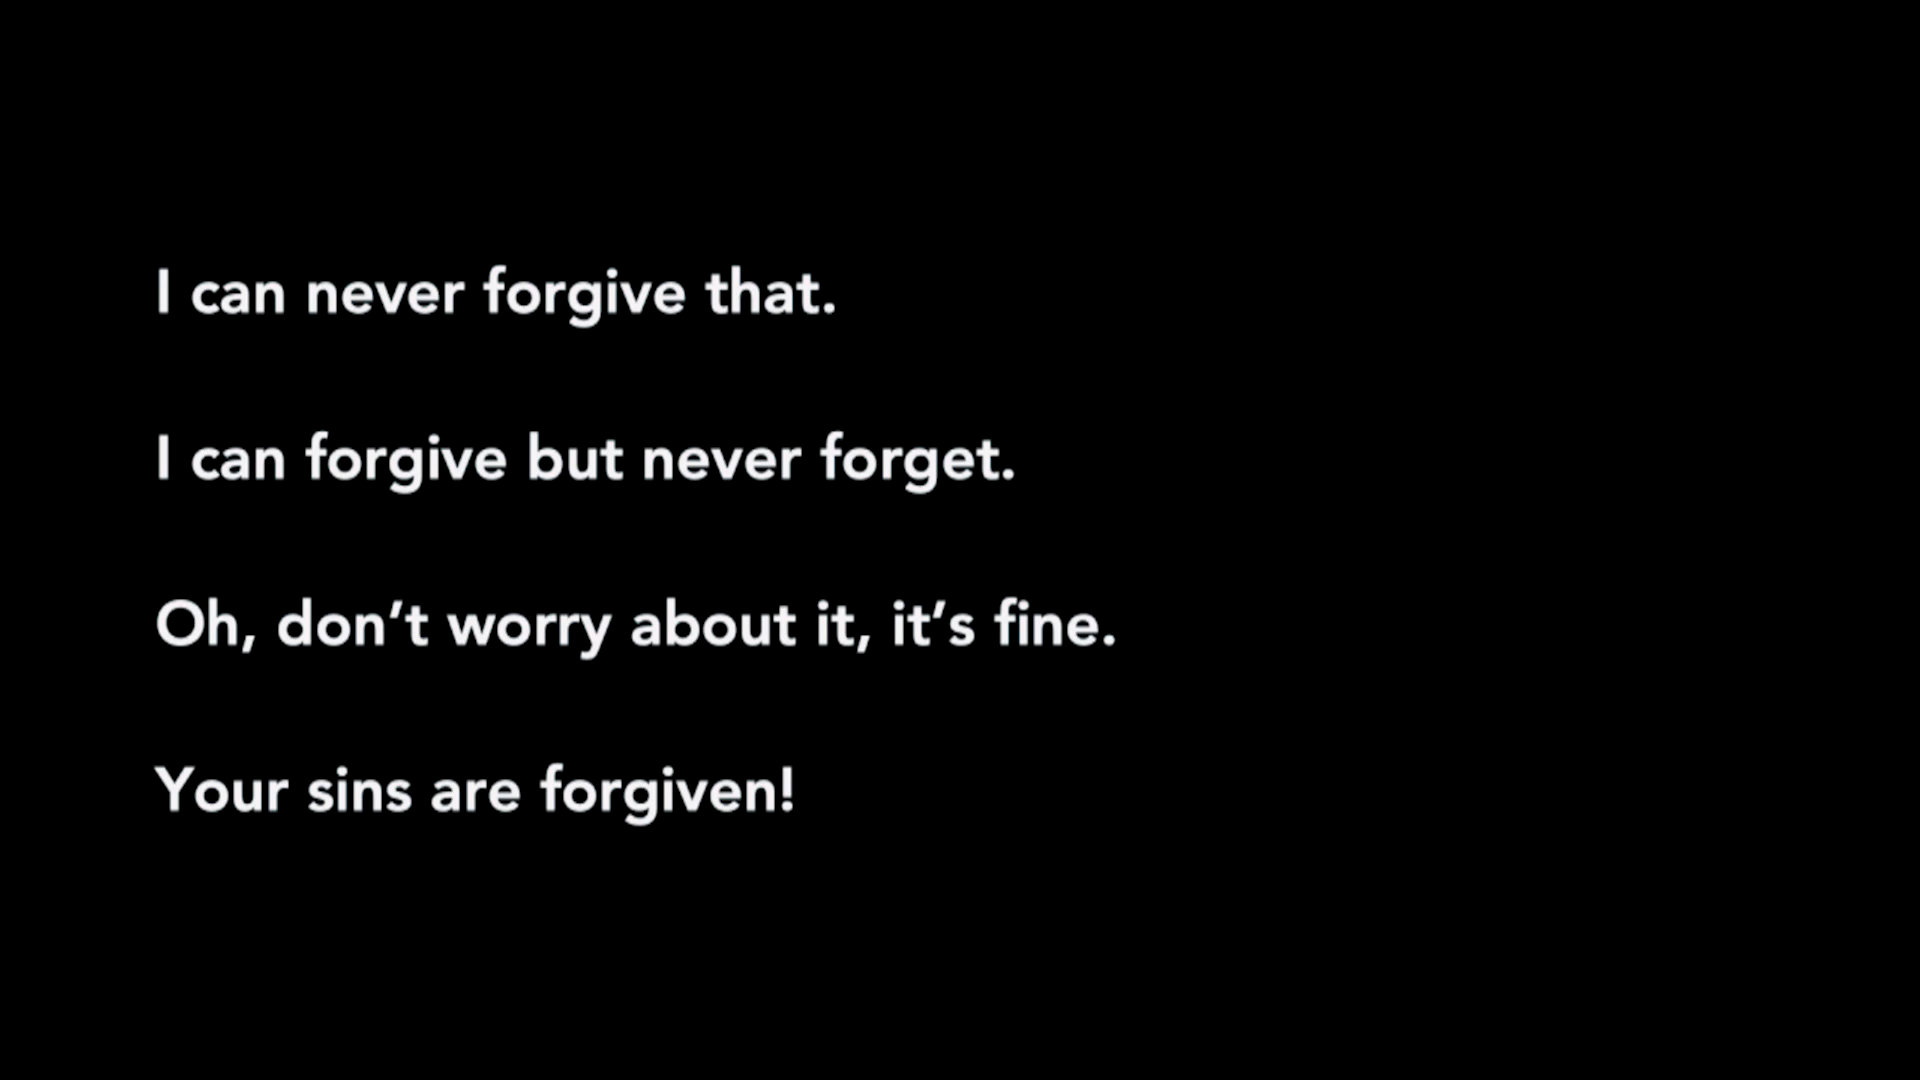 I can never forgive that.
I can forgive but never forget.
Oh, don’t worry about it, it’s fine.
Your sins are forgiven!